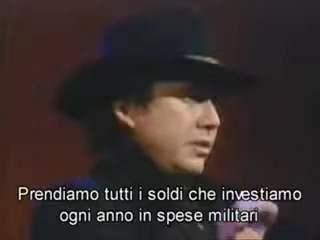 Prendiamo tutti i soldi che investiamo
ogni anno in spese militari